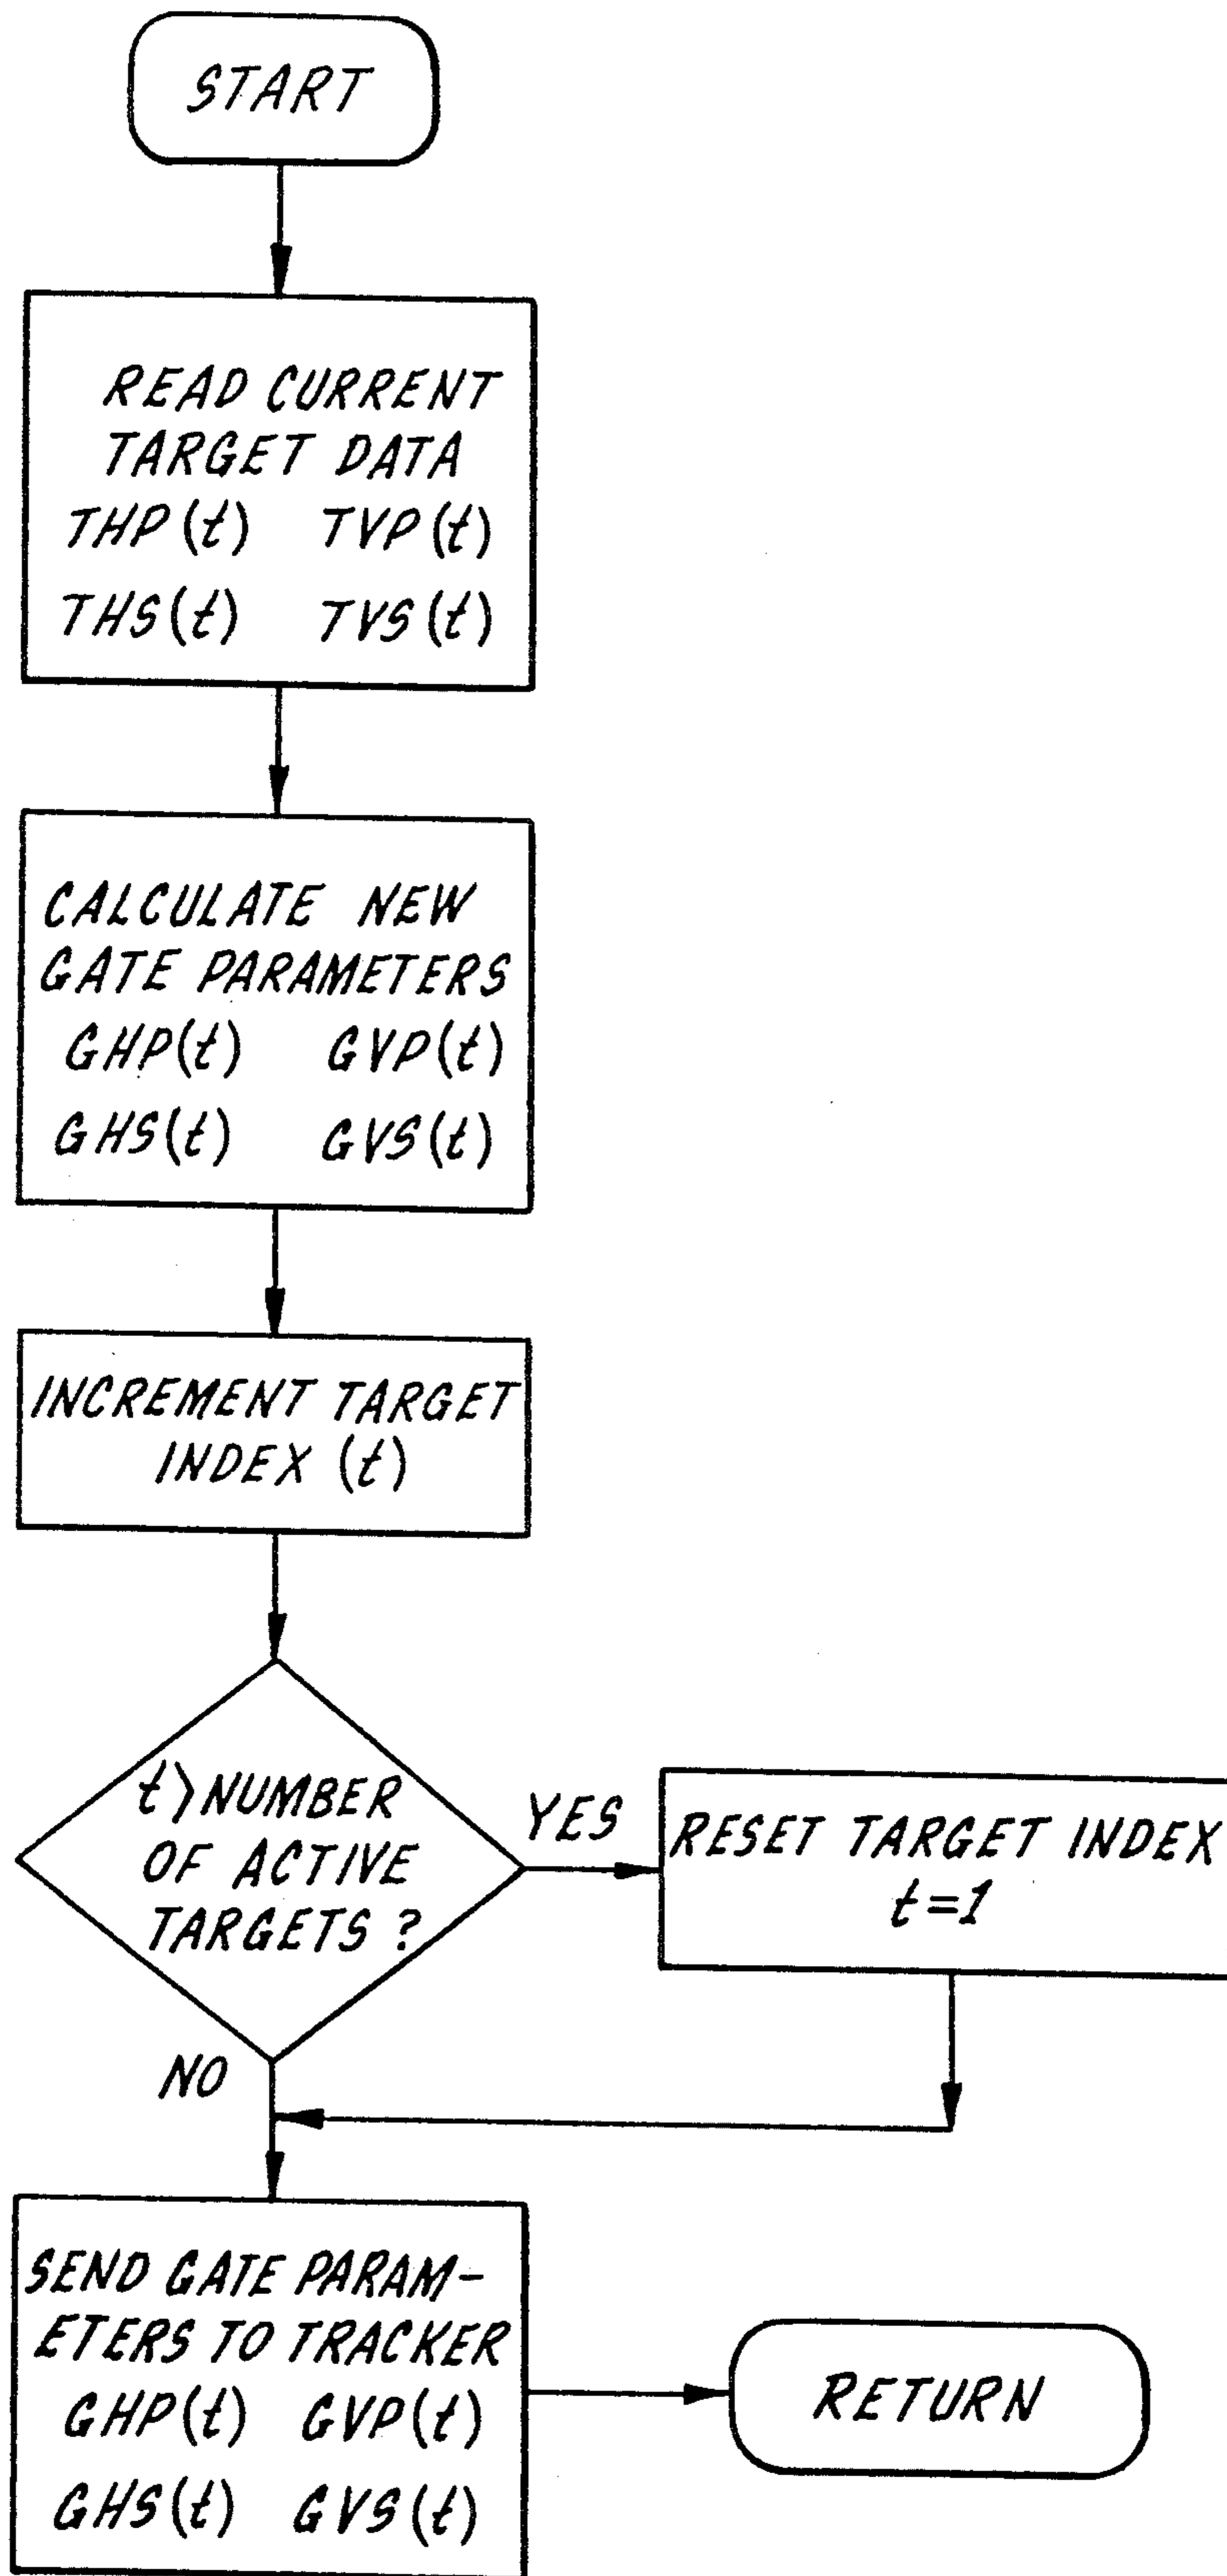 START
READ CURRENT
TARGET DATA
THP(t) TVP(t)
THS(t) TVS(t)
CALCULATE NEW
GATE PARAMETERS
GHP(t) GVP(t)
GHS(t) GVS(t)
INCREMENT TARGET
INDEX (t)
t>NUMBER
OF ACTIVE
TARGETS ?
YES
RESET TARGET INDEX
t=1
NO
SEND GATE PARAM-
ETERS TO TRACKER
GHP(t) GVP(t)
GHS(t) GVS(t)
RETURN